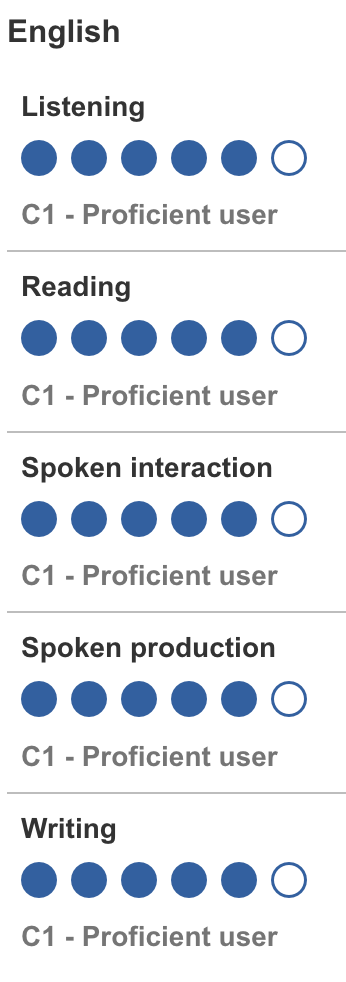 English
Listening
C1 - Proficient user
Reading
C1 - Proficient user
Spoken interaction
C1 - Proficient user
Spoken production
C1 - Proficient user
Writing
C1 - Proficient user